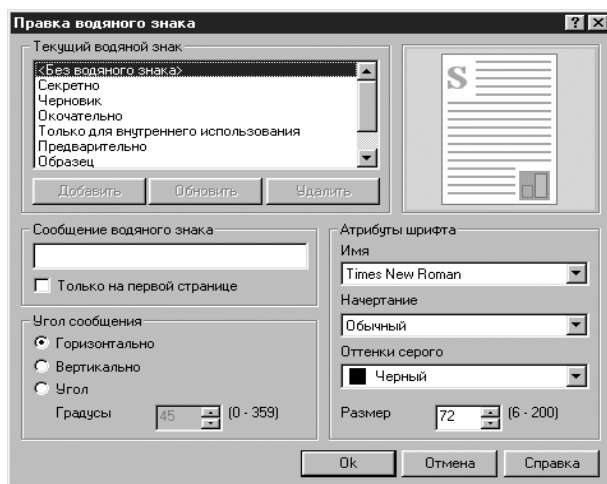 Правка водяного знака
Текущий водяной знак
<Без водяного знака>
Секретно
Черновик
Окочательно
Только для внутреннего использования
Предварительно
Образец
Добавить Обновить Удалить
S
Сообщение водяного знака
Только на первой странице
Угол сообщения
Горизонтально
Вертикально
Угол
Градусы 45 (0 - 359)
Атрибуты шрифта
Имя
Times New Roman
Начертание
Обычный
Оттенки серого
Черный
Размер 72 (6 - 200)
Ok Отмена Справка